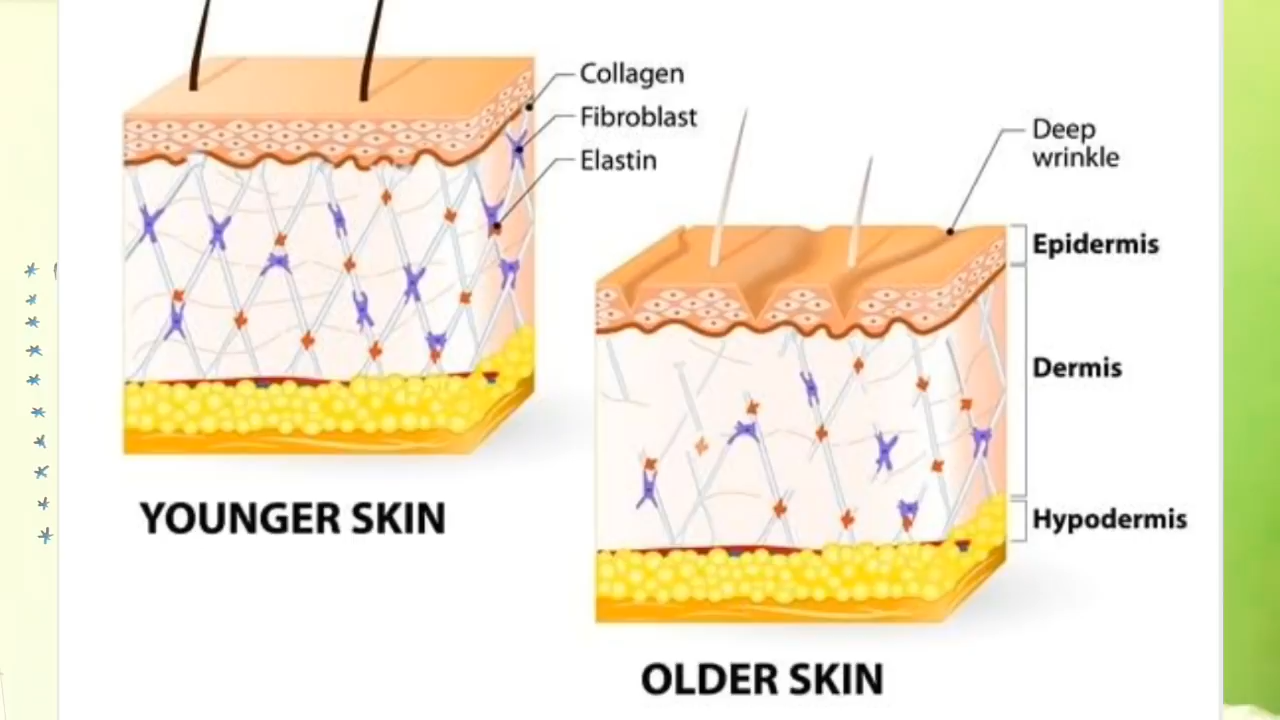 Collagen
Fibroblast
Elastin
Deep
wrinkle
Epidermis
Dermis
Hypodermis
YOUNGER SKIN
OLDER SKIN